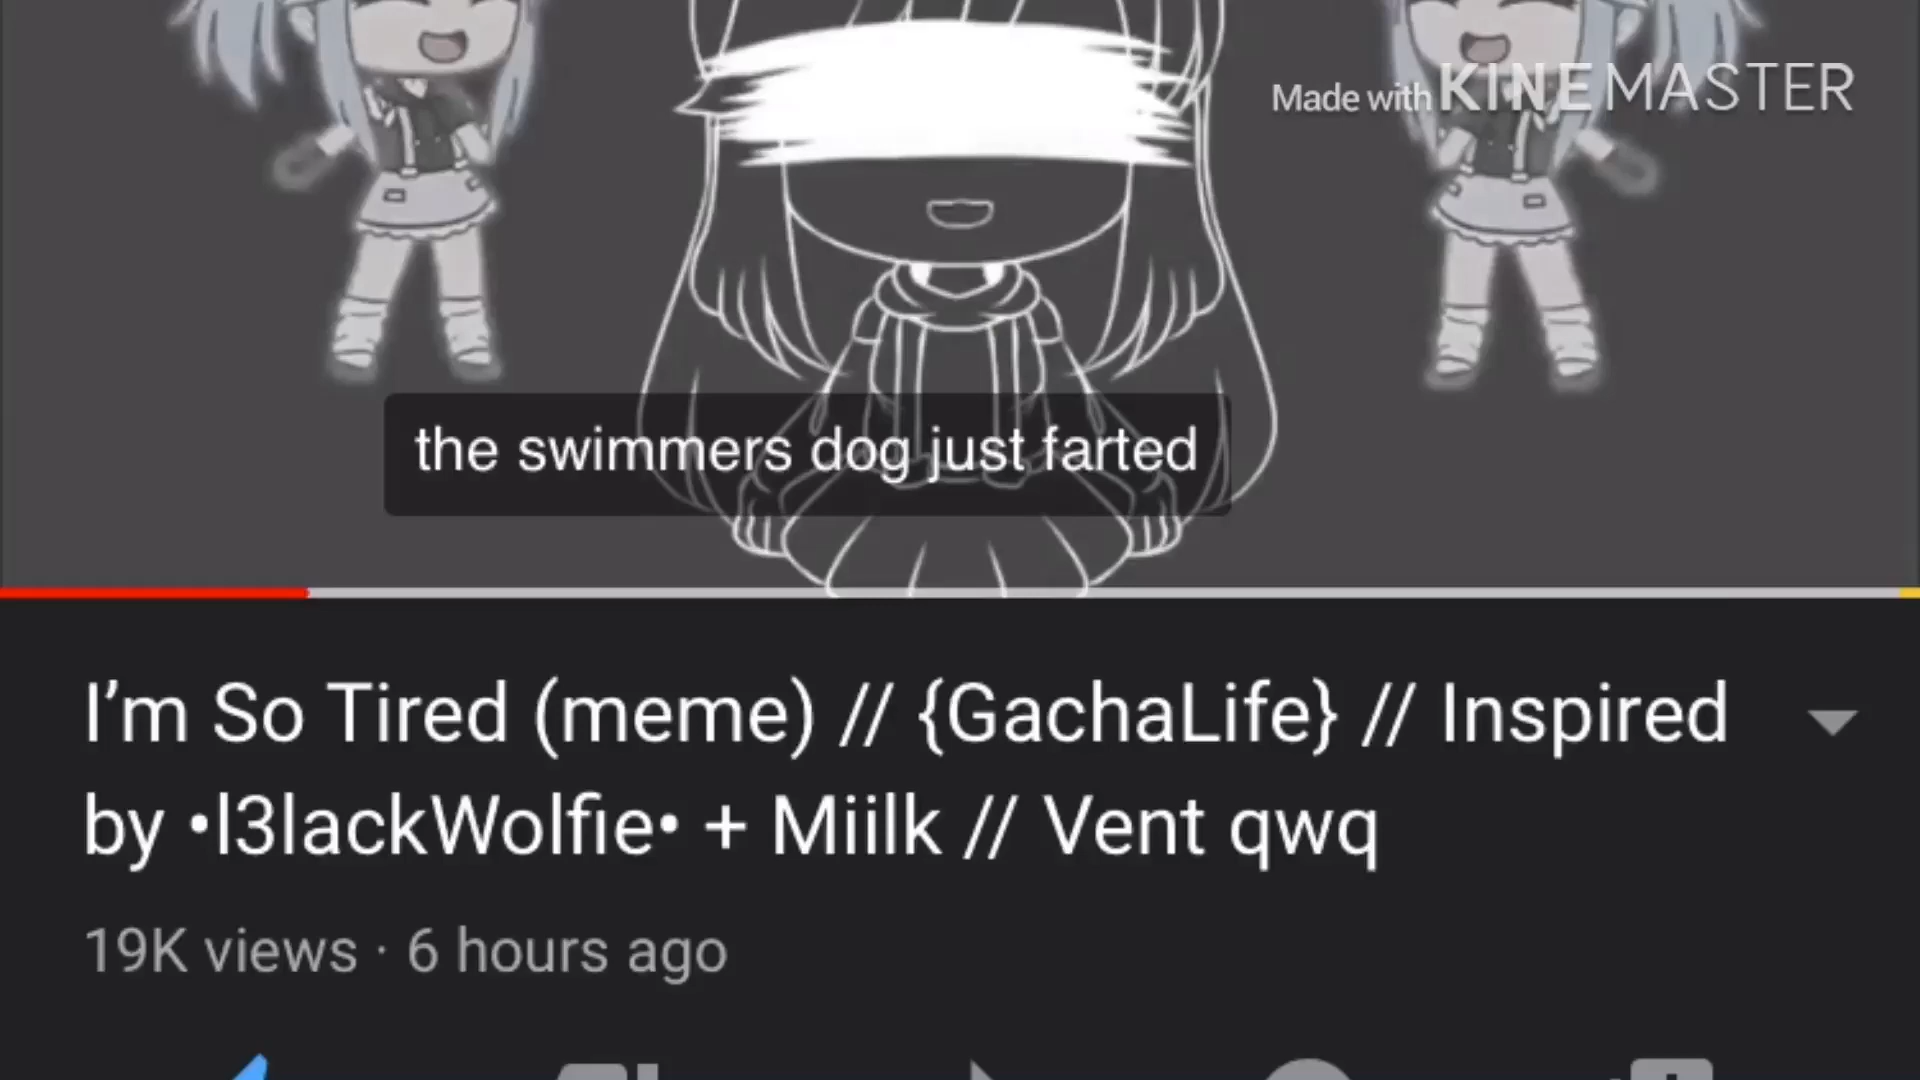 Made with KINEMASTER
the swimmers dog just farted
I’m So Tired (meme) // {GachaLife} // Inspired
by •l3lackWolfie• + Miilk // Vent qwq
19K views · 6 hours ago